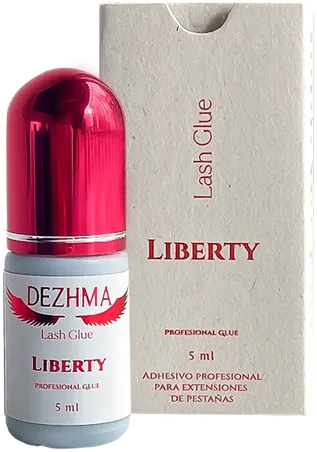 DEZHMA
Lash Glue
LIBERTY
PROFESIONAL GLUE
5 ml
Lash Glue
LIBERTY
PROFESIONAL GLUE
5 ml
ADHESIVO PROFESIONAL
PARA EXTENSIONES
DE PESTAÑAS